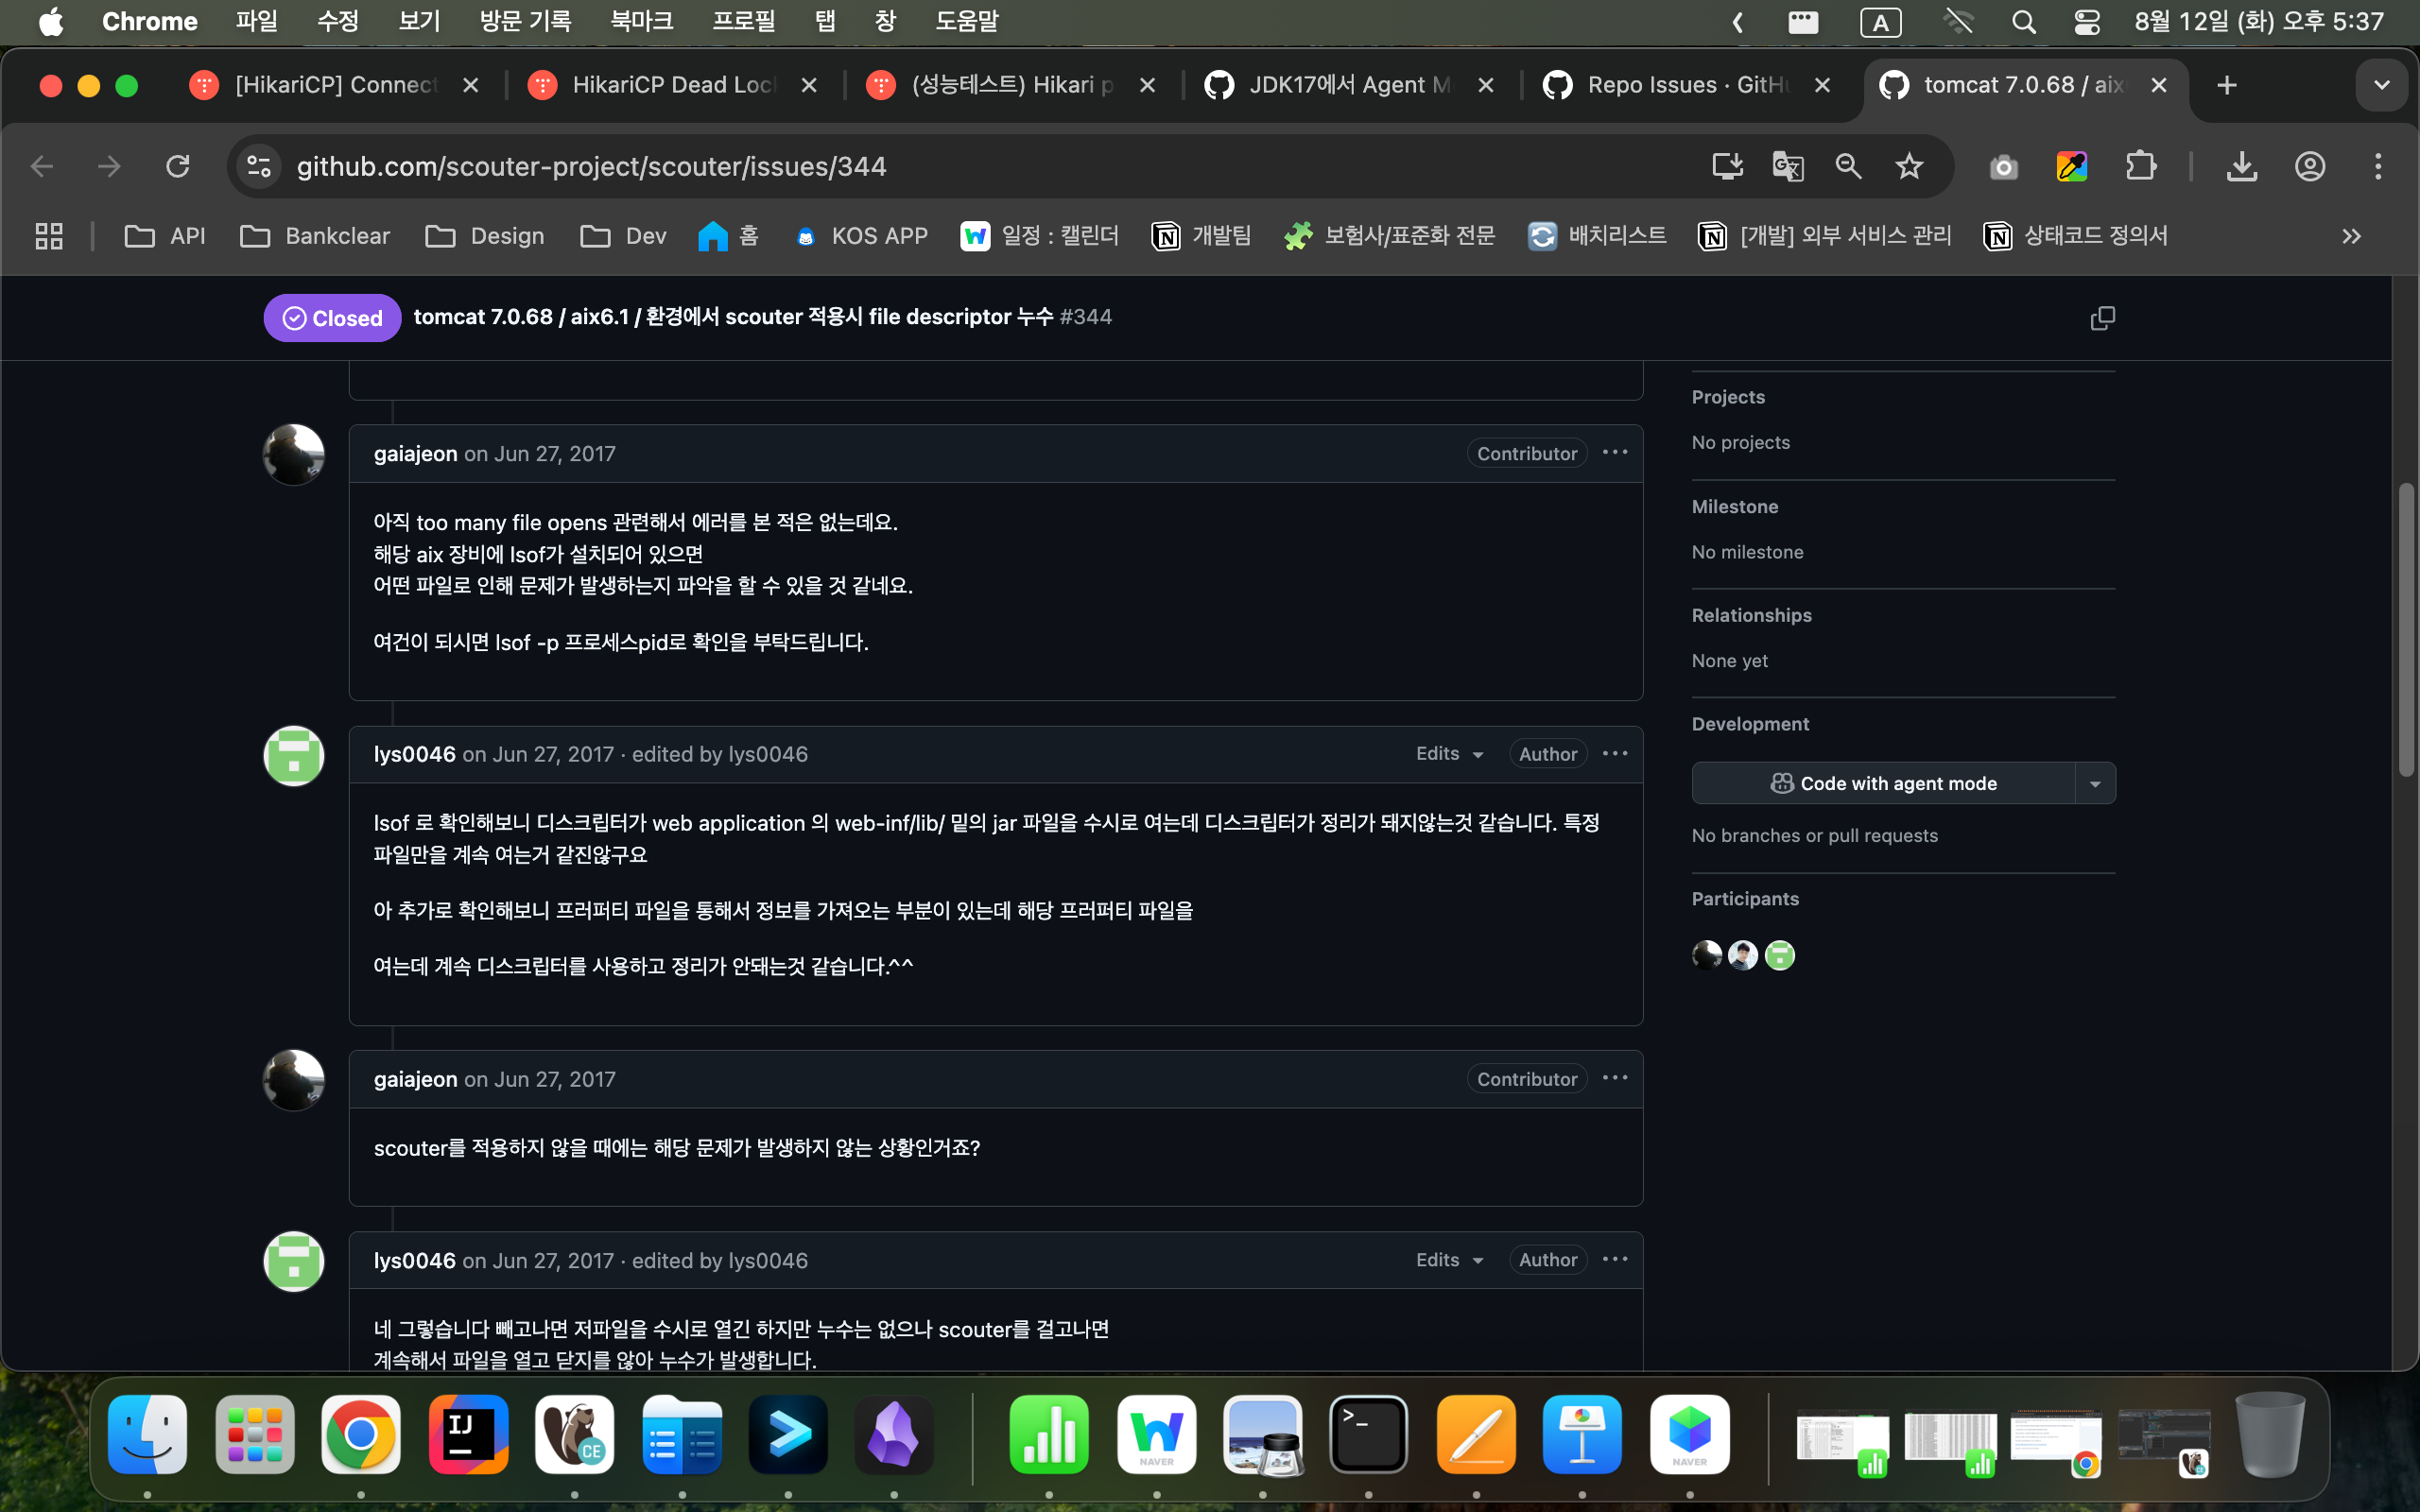 Chrome 파일 수정 보기 방문 기록 북마크 프로필 탭 창 도움말 A 8월 12일 (화) 오후 5:37
[HikariCP] Connect HikariCP Dead Loc (성능테스트) Hikari p JDK17에서 Agent M Repo Issues · GitHu tomcat 7.0.68 / aix
github.com/scouter-project/scouter/issues/344
API Bankclear Design Dev 홈 KOS APP 일정 : 캘린더 개발팀 보험사/표준화 전문 배치리스트 [개발] 외부 서비스 관리 상태코드 정의서
Closed tomcat 7.0.68 / aix6.1 / 환경에서 scouter 적용시 file descriptor 누수 #344
gaiajeon on Jun 27, 2017 Contributor
아직 too many file opens 관련해서 에러를 본 적은 없는데요.
해당 aix 장비에 lsof가 설치되어 있으면
어떤 파일로 인해 문제가 발생하는지 파악을 할 수 있을 것 같네요.
여건이 되시면 lsof -p 프로세스pid로 확인을 부탁드립니다.
lys0046 on Jun 27, 2017 · edited by lys0046 Edits Author
lsof 로 확인해보니 디스크립터가 web application 의 web-inf/lib/ 밑의 jar 파일을 수시로 여는데 디스크립터가 정리가 돼지않는것 같습니다. 특정
파일만을 계속 여는거 같진않구요
아 추가로 확인해보니 프러퍼티 파일을 통해서 정보를 가져오는 부분이 있는데 해당 프러퍼티 파일을
여는데 계속 디스크립터를 사용하고 정리가 안돼는것 같습니다.^^
gaiajeon on Jun 27, 2017 Contributor
scouter를 적용하지 않을 때에는 해당 문제가 발생하지 않는 상황인거죠?
lys0046 on Jun 27, 2017 · edited by lys0046 Edits Author
네 그렇습니다 빼고나면 저파일을 수시로 열긴 하지만 누수는 없으나 scouter를 걸고나면
계속해서 파일을 열고 닫지를 않아 누수가 발생합니다.
Projects
No projects
Milestone
No milestone
Relationships
None yet
Development
Code with agent mode
No branches or pull requests
Participants
IJ
CE
NAVER
NAVER